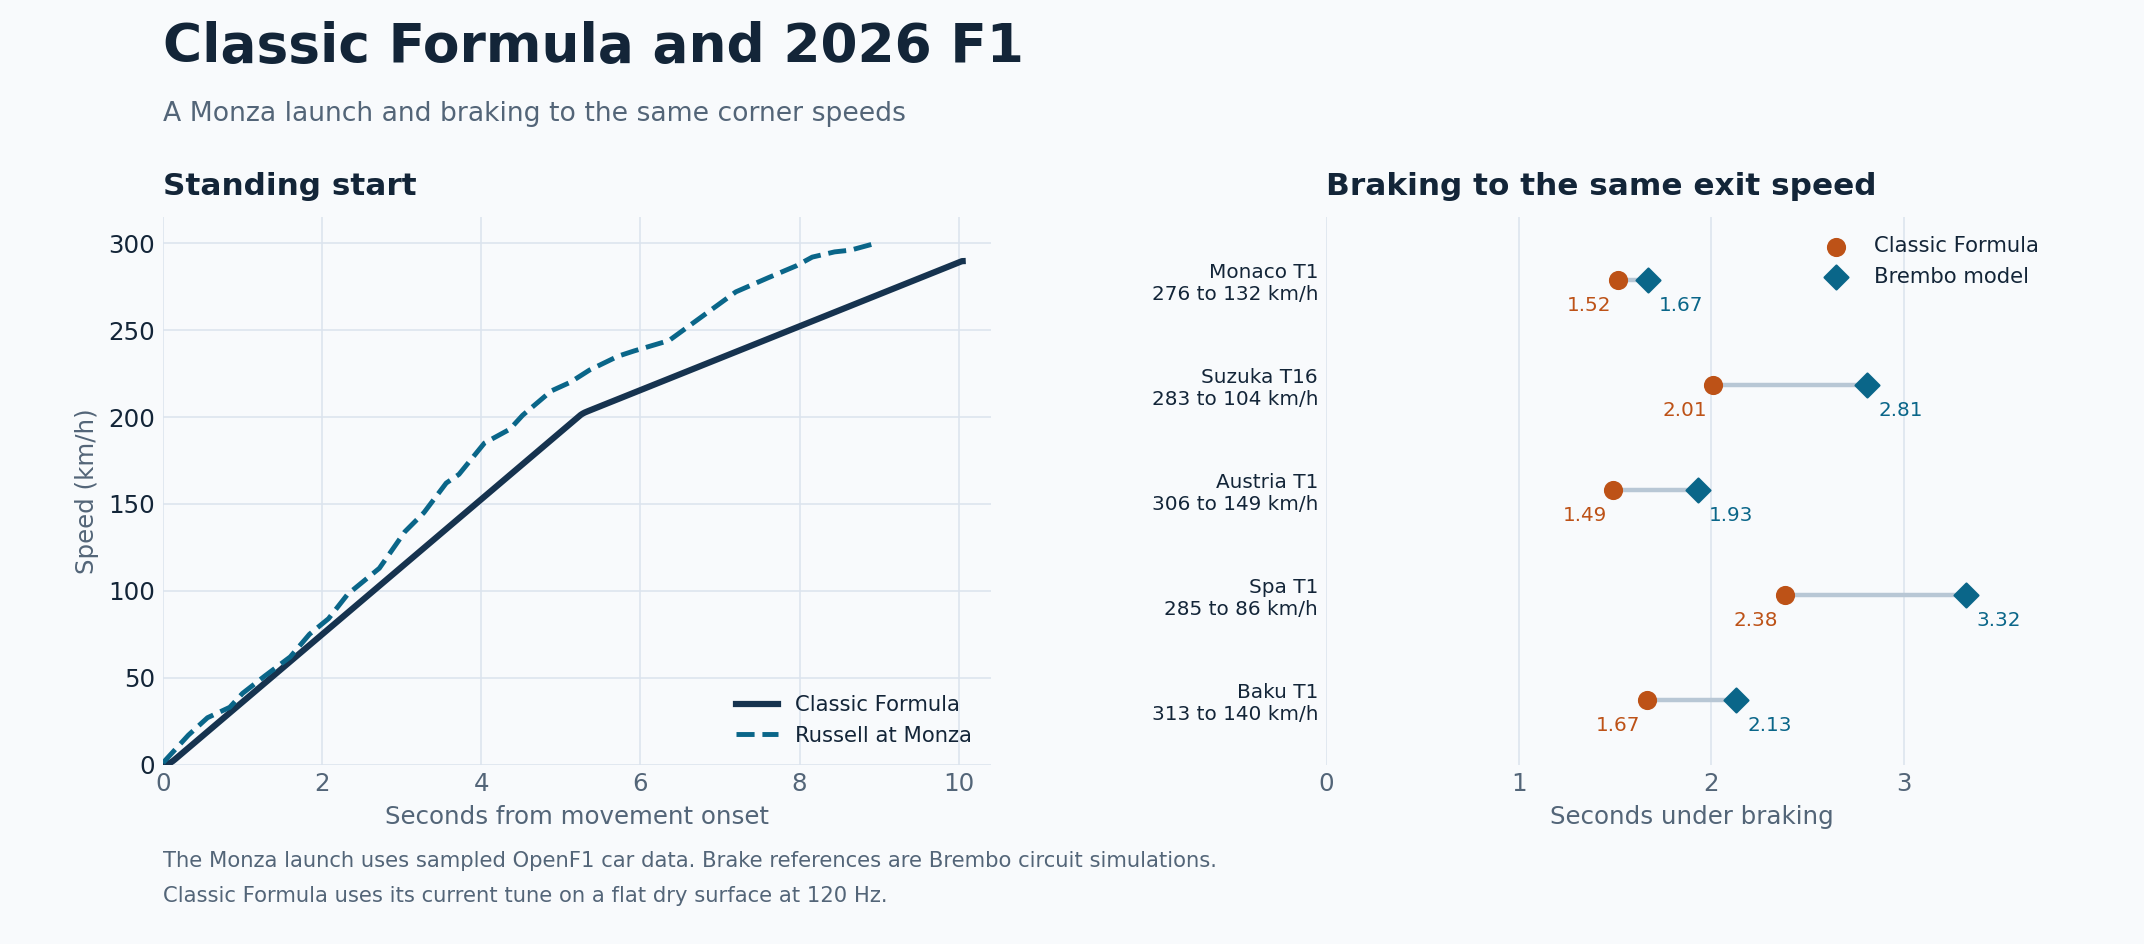 Classic Formula and 2026 F1
A Monza launch and braking to the same corner speeds
Standing start
300
250
200
150
100
50
0
Speed (km/h)
Classic Formula
Russell at Monza
0 2 4 6 8 10
Seconds from movement onset
Braking to the same exit speed
Classic Formula
Brembo model
Monaco T1
276 to 132 km/h
1.52 1.67
Suzuka T16
283 to 104 km/h
2.01 2.81
Austria T1
306 to 149 km/h
1.49 1.93
Spa T1
285 to 86 km/h
2.38 3.32
Baku T1
313 to 140 km/h
1.67 2.13
0 1 2 3
Seconds under braking
The Monza launch uses sampled OpenF1 car data. Brake references are Brembo circuit simulations.
Classic Formula uses its current tune on a flat dry surface at 120 Hz.